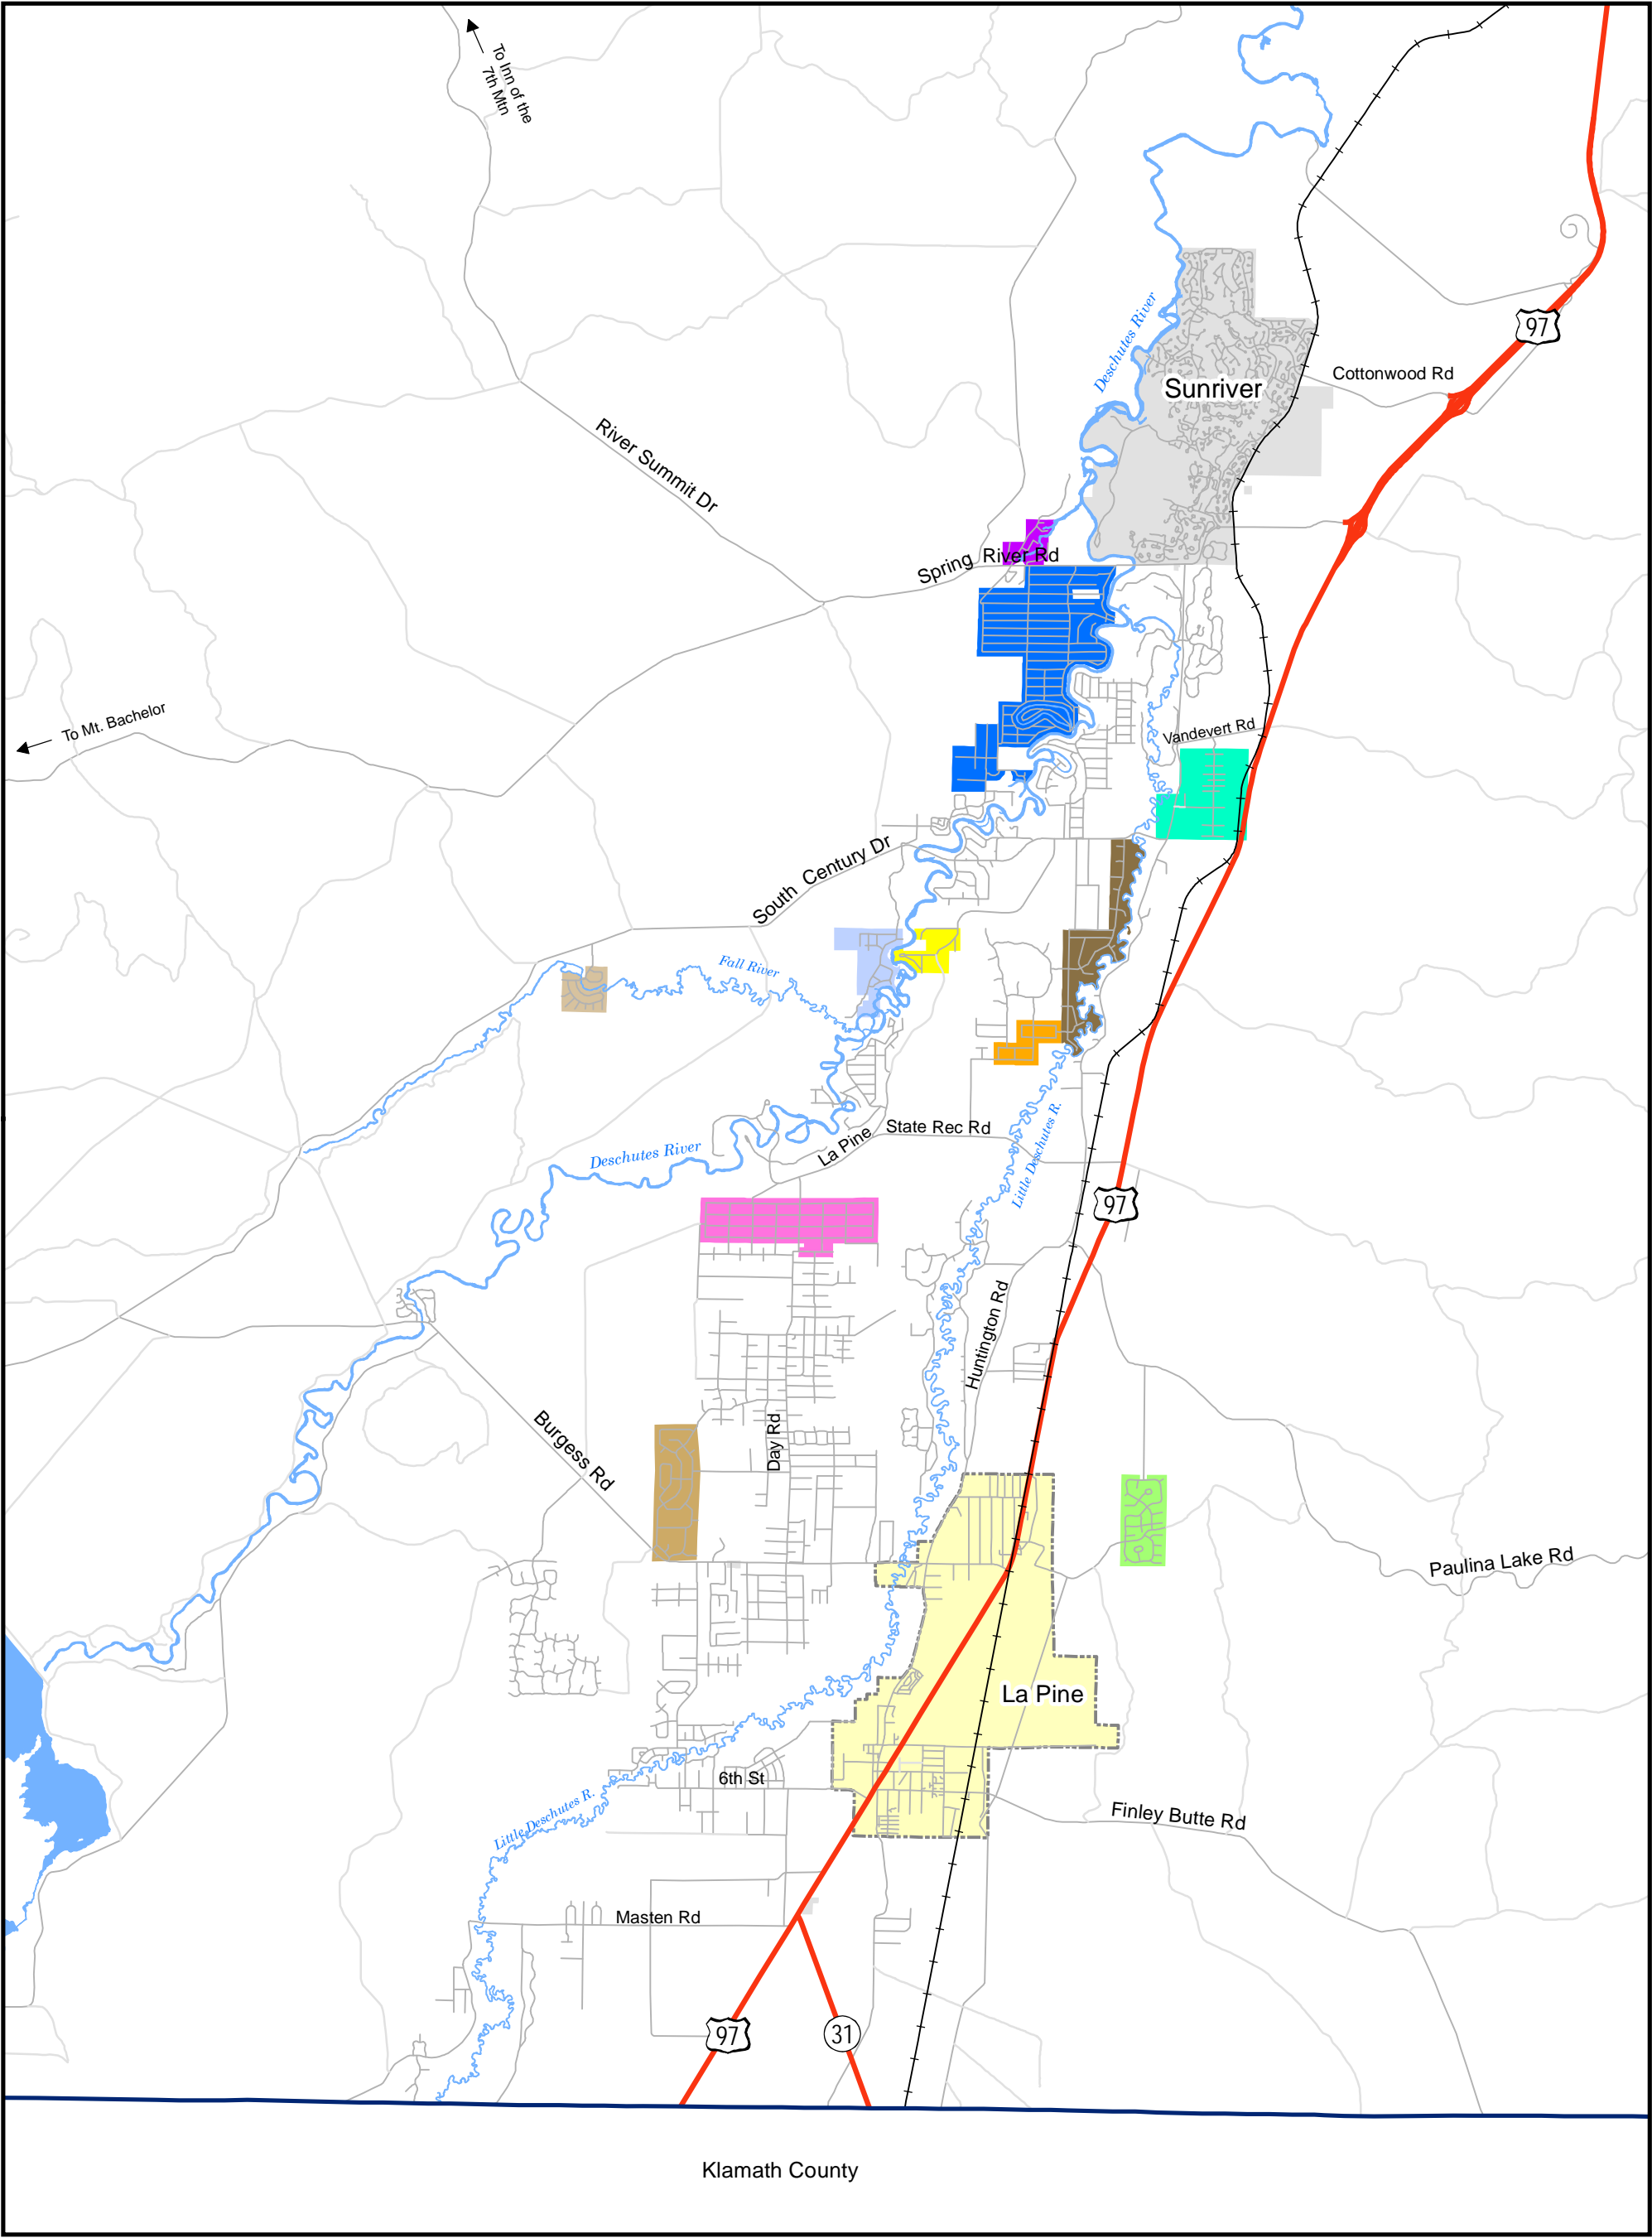 To Inn of the
7th Mtn
97
Deschutes River
Cottonwood Rd
Sunriver
River Summit Dr
Spring River Rd
To Mt. Bachelor
Vandevert Rd
South Century Dr
Fall River
State Rec Rd
La Pine
Deschutes River
Little Deschutes R.
97
Huntington Rd
Burgess Rd
Day Rd
Paulina Lake Rd
La Pine
6th St
Little Deschutes R.
Finley Butte Rd
Masten Rd
97
31
Klamath County